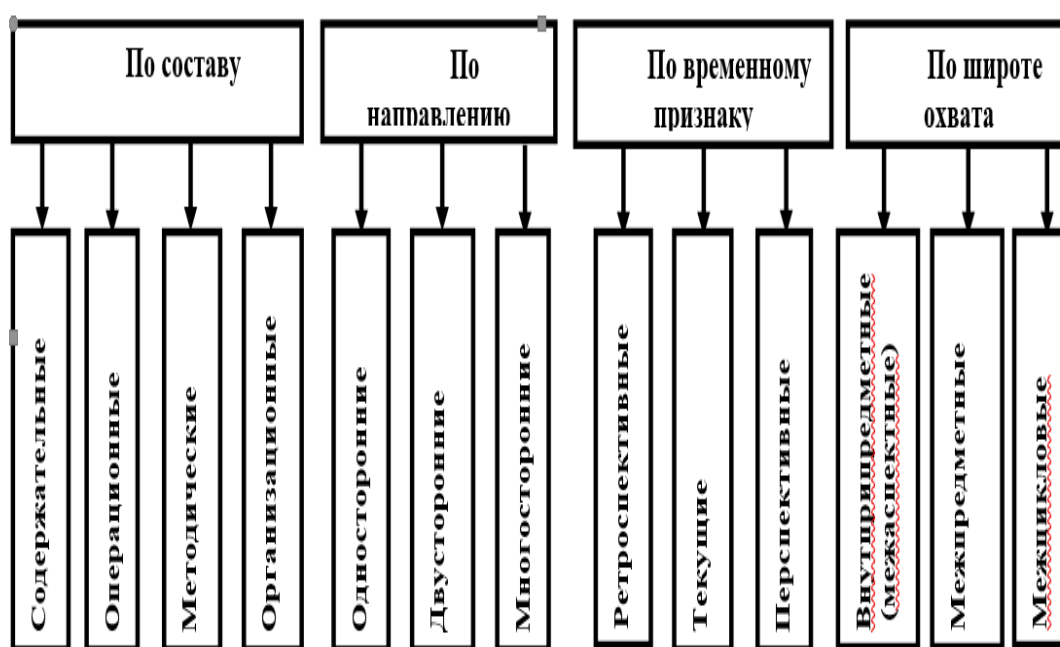 По составу
По
направлению
По временному
признаку
По широте
охвата
Содержательные
Операционные
Методические
Организационные
Односторонние
Двусторонние
Многосторонние
Ретроспективные
Текущие
Перспективные
Внутрипредметные
(межаспектные)
Межпредметные
Межцикловые